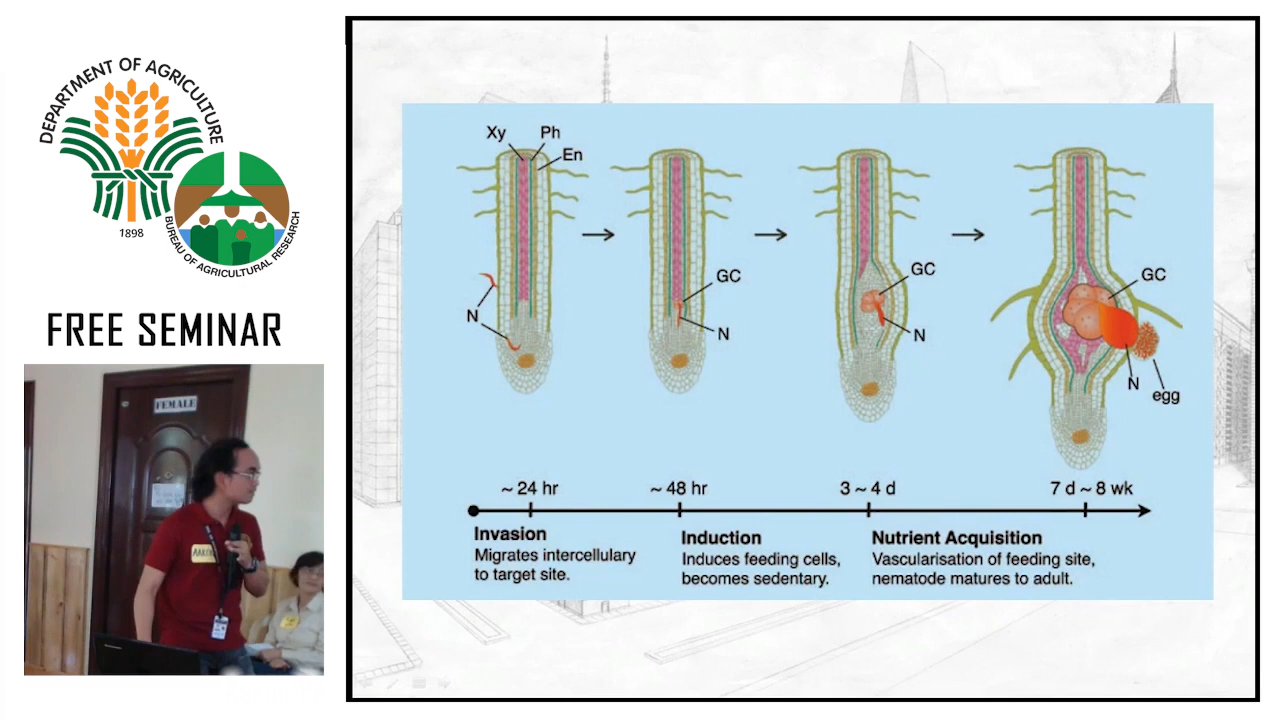 DEPARTMENT OF AGRICULTURE
1898
BUREAU OF AGRICULTURAL RESEARCH
FREE SEMINAR
FEMALE
Xy
Ph
En
N
GC
N
GC
N
GC
N
egg
~ 24 hr
~ 48 hr
3 ~ 4 d
7 d ~ 8 wk
Invasion
Migrates intercellulary
to target site.
Induction
Induces feeding cells,
becomes sedentary.
Nutrient Acquisition
Vascularisation of feeding site,
nematode matures to adult.